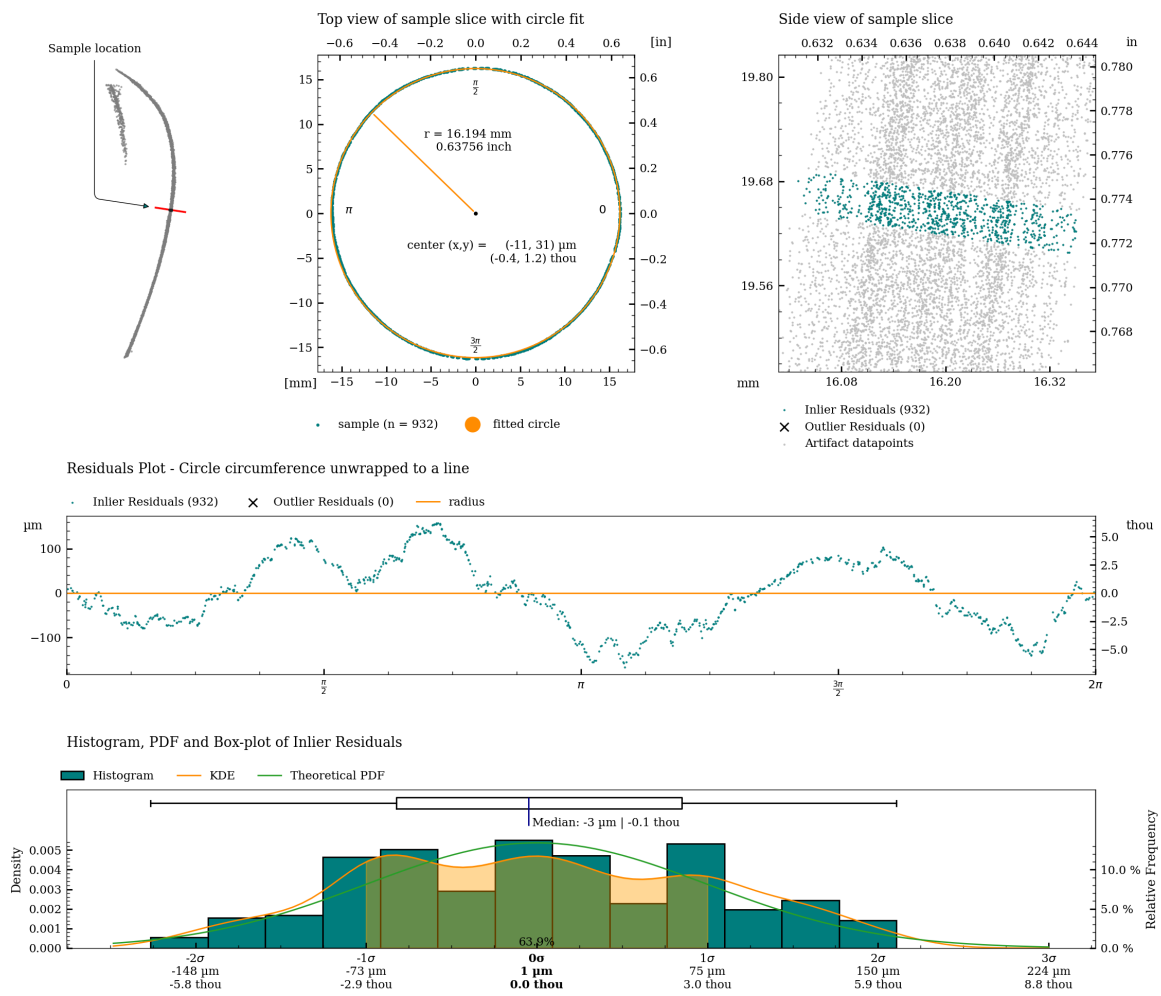 Top view of sample slice with circle fit
Side view of sample slice
Sample location
−0.6 −0.4 −0.2 0.0 0.2 0.4 0.6 [in]
0.632 0.634 0.636 0.638 0.640 0.642 0.644 in
15
10
5
0
−5
−10
−15
0.6
0.4
0.2
0.0
−0.2
−0.4
−0.6
π/2
r = 16.194 mm
0.63756 inch
π
0
center (x,y) = (-11, 31) µm
(-0.4, 1.2) thou
3π/2
[mm] −15 −10 −5 0 5 10 15
sample (n = 932) fitted circle
19.80
19.68
19.56
0.780
0.778
0.776
0.774
0.772
0.770
0.768
mm 16.08 16.20 16.32
Inlier Residuals (932)
Outlier Residuals (0)
Artifact datapoints
Residuals Plot - Circle circumference unwrapped to a line
Inlier Residuals (932) Outlier Residuals (0) radius
µm
100
0
−100
thou
5.0
2.5
0.0
−2.5
−5.0
0 π/2 π 3π/2 2π
Histogram, PDF and Box-plot of Inlier Residuals
Histogram KDE Theoretical PDF
Median: -3 µm | -0.1 thou
Density
0.005
0.004
0.003
0.002
0.001
0.000
Relative Frequency
10.0 %
5.0 %
0.0 %
63.9%
-2σ -1σ 0σ 1σ 2σ 3σ
-148 µm -73 µm 1 µm 75 µm 150 µm 224 µm
-5.8 thou -2.9 thou 0.0 thou 3.0 thou 5.9 thou 8.8 thou